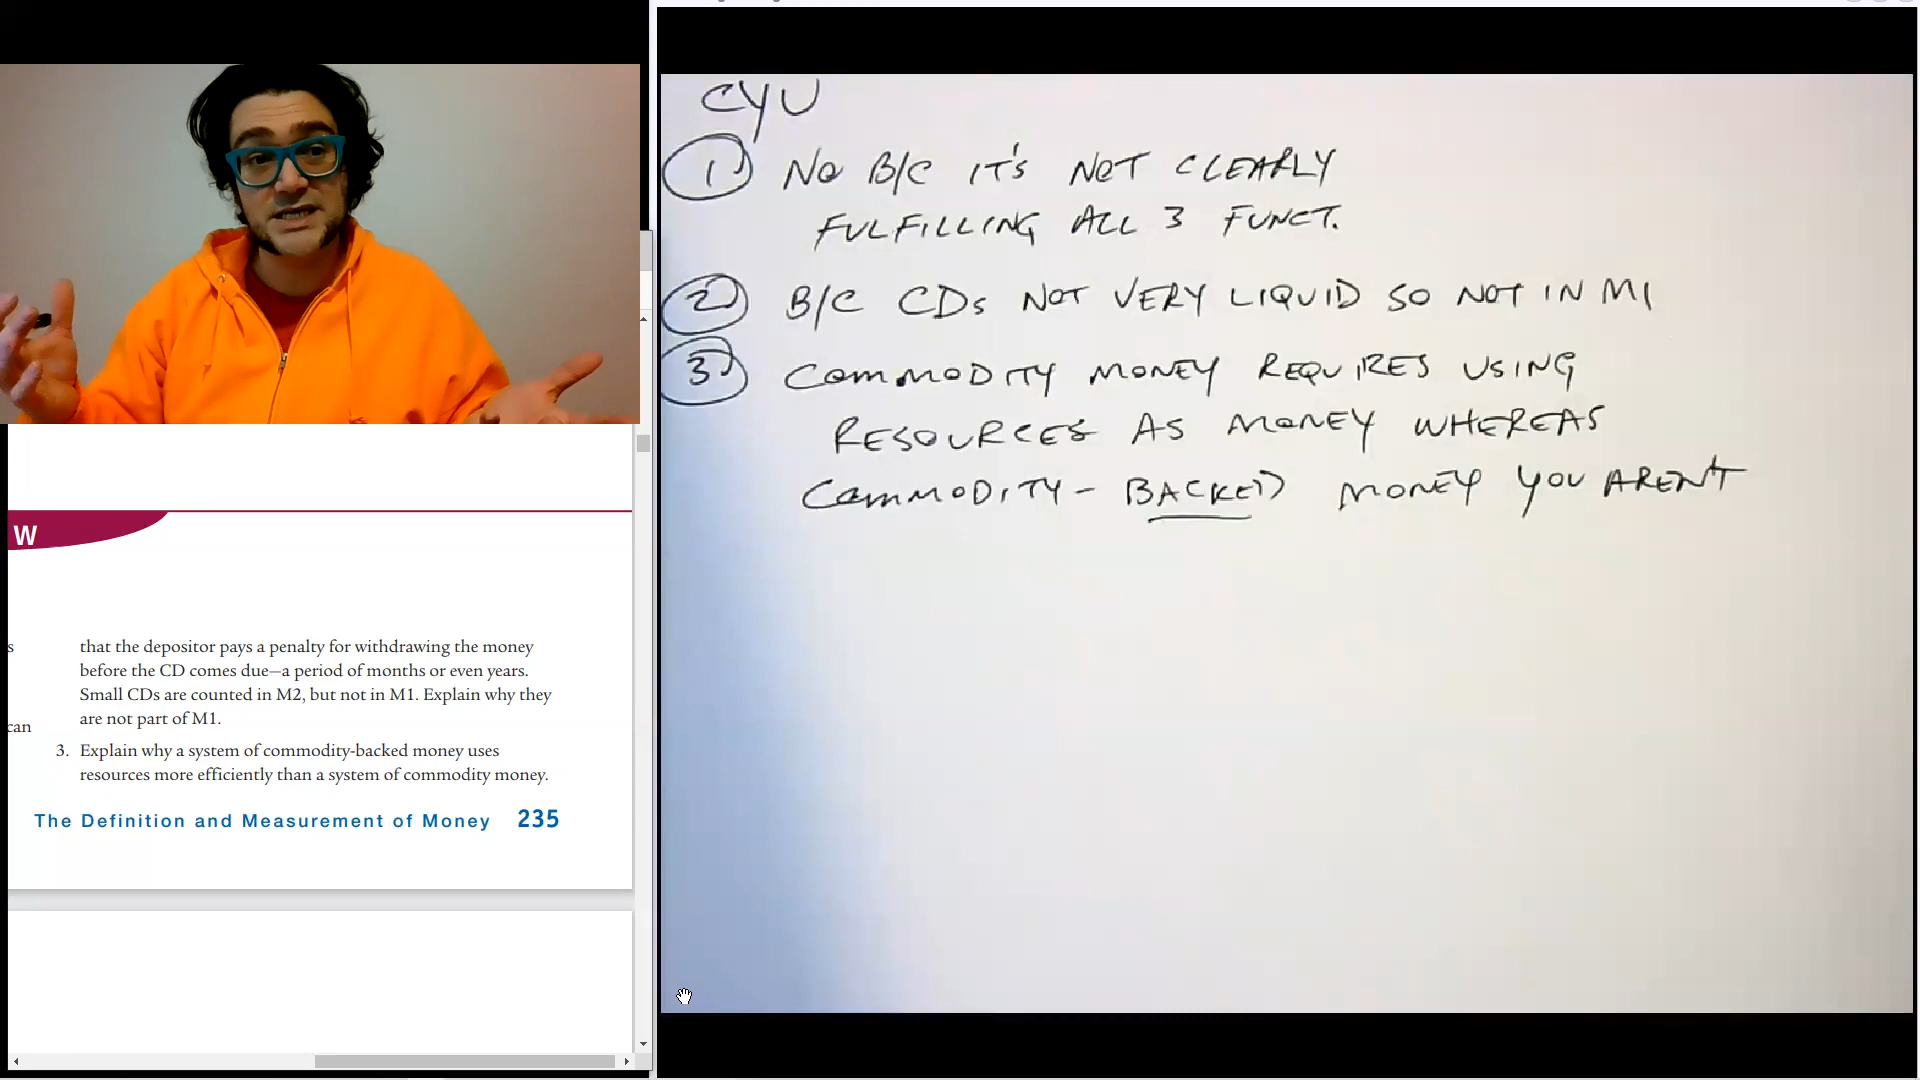 W
s
that the depositor pays a penalty for withdrawing the money
before the CD comes due—a period of months or even years.
Small CDs are counted in M2, but not in M1. Explain why they
are not part of M1.
can
3. Explain why a system of commodity-backed money uses
resources more efficiently than a system of commodity money.
The Definition and Measurement of Money 235
CYU
1 NO B/C IT'S NOT CLEARLY
FULFILLING ALL 3 FUNCT.
2 B/C CDs NOT VERY LIQUID SO NOT IN M1
3 COMMODITY MONEY REQUIRES USING
RESOURCES AS MONEY WHEREAS
COMMODITY-BACKED MONEY YOU AREN'T